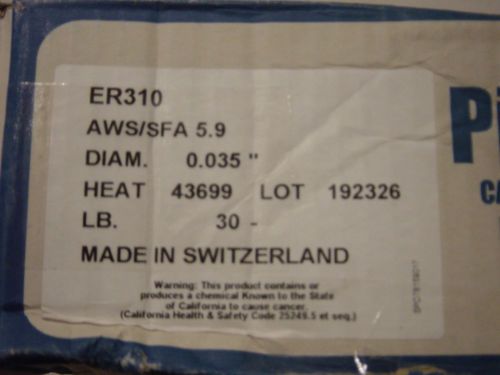 ER310
AWS/SFA 5.9
DIAM. 0.035 "
HEAT 43699 LOT 192326
LB. 30 -
MADE IN SWITZERLAND
Warning: This product contains or
produces a chemical Known to the State
of California to cause cancer.
(California Health & Safety Code 25249.5 et seq.)